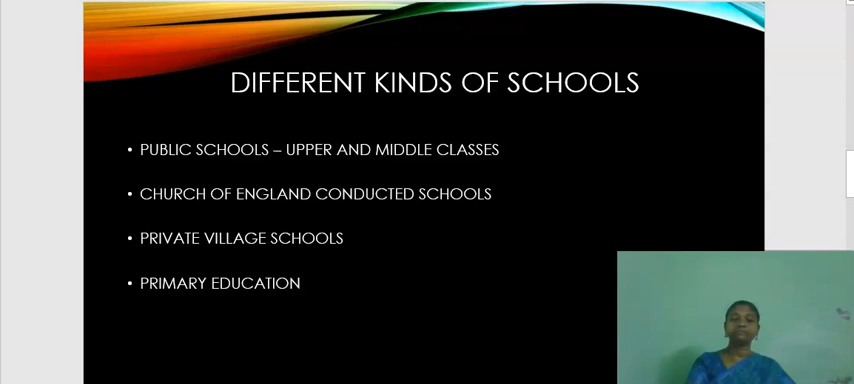 DIFFERENT KINDS OF SCHOOLS
• PUBLIC SCHOOLS – UPPER AND MIDDLE CLASSES
• CHURCH OF ENGLAND CONDUCTED SCHOOLS
• PRIVATE VILLAGE SCHOOLS
• PRIMARY EDUCATION